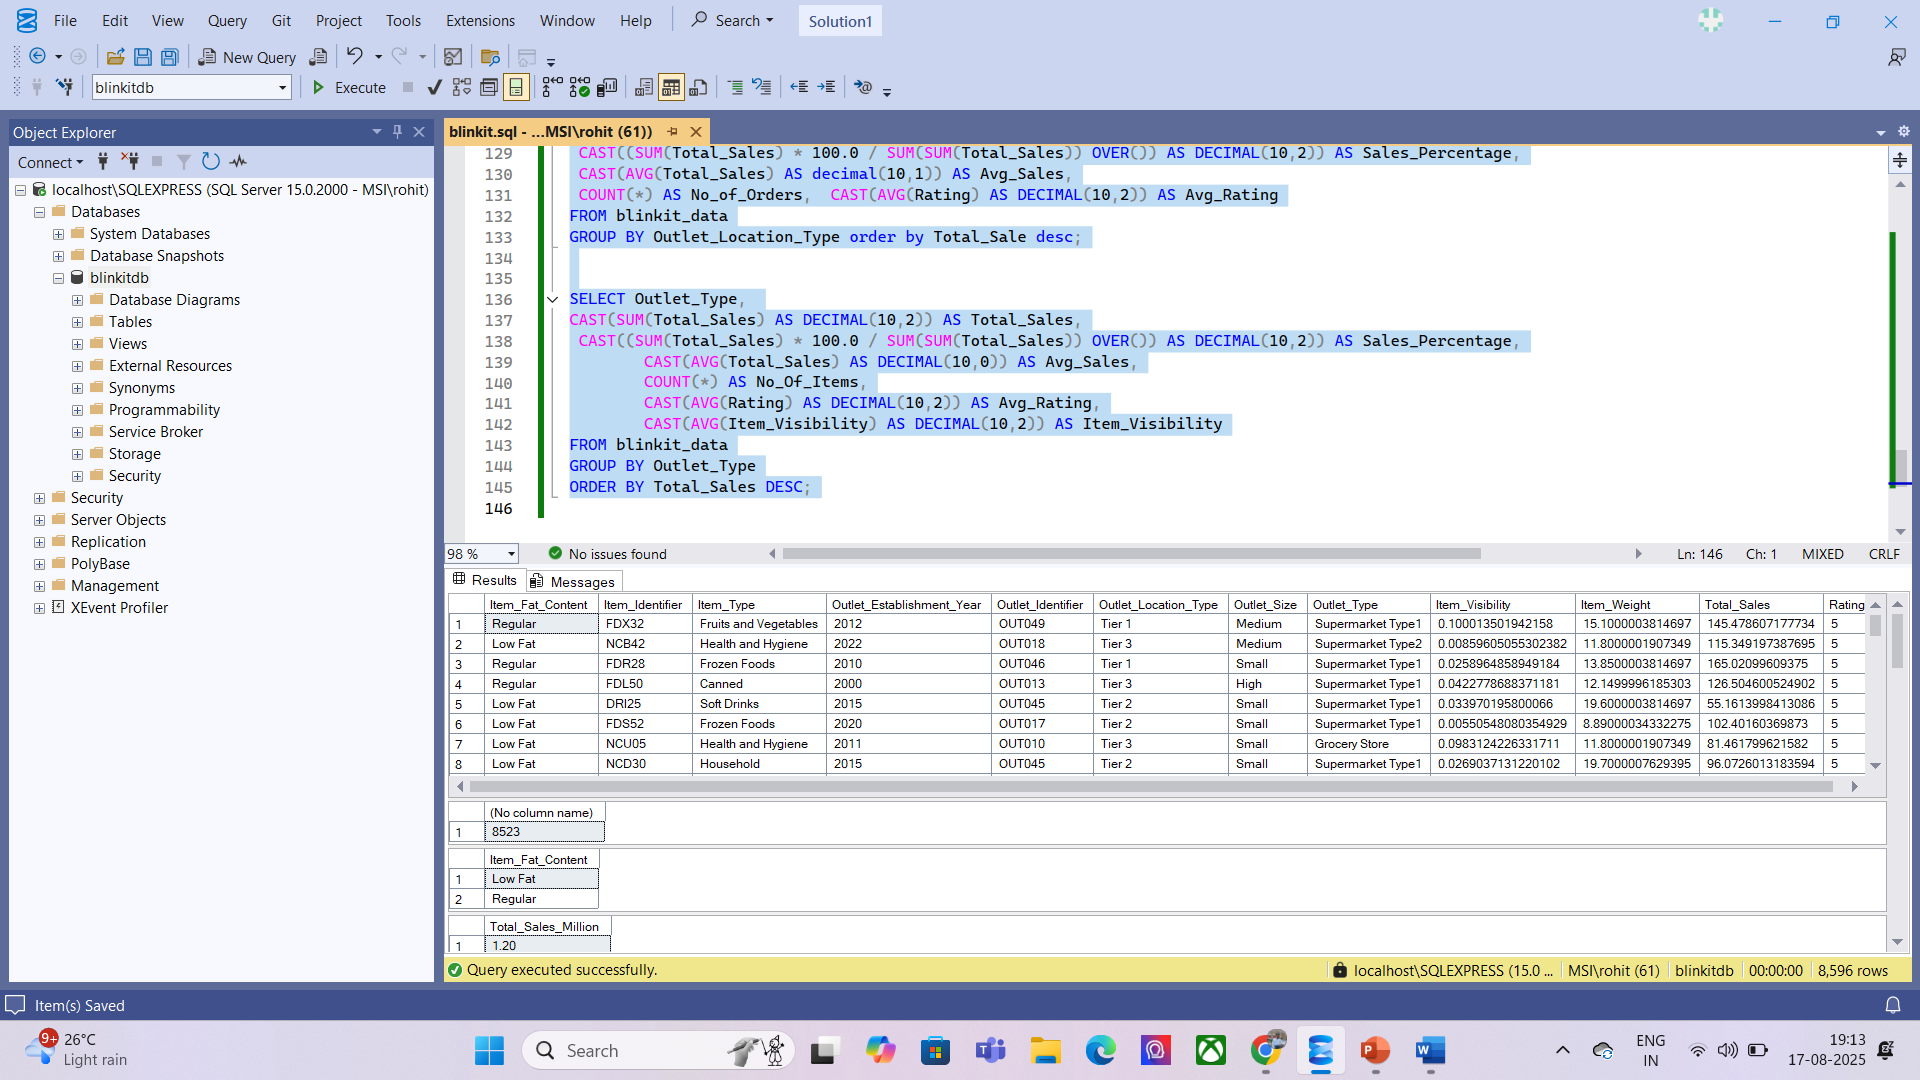 File Edit View Query Git Project Tools Extensions Window Help Search Solution1
New Query
blinkitdb Execute
Object Explorer
Connect
localhost\SQLEXPRESS (SQL Server 15.0.2000 - MSI\rohit)
Databases
System Databases
Database Snapshots
blinkitdb
Database Diagrams
Tables
Views
External Resources
Synonyms
Programmability
Service Broker
Storage
Security
Security
Server Objects
Replication
PolyBase
Management
XEvent Profiler
blinkit.sql - ...MSI\rohit (61))
129 CAST((SUM(Total_Sales) * 100.0 / SUM(SUM(Total_Sales)) OVER()) AS DECIMAL(10,2)) AS Sales_Percentage,
130 CAST(AVG(Total_Sales) AS decimal(10,1)) AS Avg_Sales,
131 COUNT(*) AS No_of_Orders, CAST(AVG(Rating) AS DECIMAL(10,2)) AS Avg_Rating
132 FROM blinkit_data
133 GROUP BY Outlet_Location_Type order by Total_Sale desc;
134
135
136 SELECT Outlet_Type,
137 CAST(SUM(Total_Sales) AS DECIMAL(10,2)) AS Total_Sales,
138 CAST((SUM(Total_Sales) * 100.0 / SUM(SUM(Total_Sales)) OVER()) AS DECIMAL(10,2)) AS Sales_Percentage,
139 CAST(AVG(Total_Sales) AS DECIMAL(10,0)) AS Avg_Sales,
140 COUNT(*) AS No_Of_Items,
141 CAST(AVG(Rating) AS DECIMAL(10,2)) AS Avg_Rating,
142 CAST(AVG(Item_Visibility) AS DECIMAL(10,2)) AS Item_Visibility
143 FROM blinkit_data
144 GROUP BY Outlet_Type
145 ORDER BY Total_Sales DESC;
146
98 % No issues found Ln: 146 Ch: 1 MIXED CRLF
Results Messages
Item_Fat_Content Item_Identifier Item_Type Outlet_Establishment_Year Outlet_Identifier Outlet_Location_Type Outlet_Size Outlet_Type Item_Visibility Item_Weight Total_Sales Rating
1 Regular FDX32 Fruits and Vegetables 2012 OUT049 Tier 1 Medium Supermarket Type1 0.100013501942158 15.1000003814697 145.478607177734 5
2 Low Fat NCB42 Health and Hygiene 2022 OUT018 Tier 3 Medium Supermarket Type2 0.00859605055302382 11.8000001907349 115.349197387695 5
3 Regular FDR28 Frozen Foods 2010 OUT046 Tier 1 Small Supermarket Type1 0.0258964858949184 13.8500003814697 165.02099609375 5
4 Regular FDL50 Canned 2000 OUT013 Tier 3 High Supermarket Type1 0.0422778688371181 12.1499996185303 126.504600524902 5
5 Low Fat DRI25 Soft Drinks 2015 OUT045 Tier 2 Small Supermarket Type1 0.033970195800066 19.6000003814697 55.1613998413086 5
6 Low Fat FDS52 Frozen Foods 2020 OUT017 Tier 2 Small Supermarket Type1 0.00550548080354929 8.89000034332275 102.40160369873 5
7 Low Fat NCU05 Health and Hygiene 2011 OUT010 Tier 3 Small Grocery Store 0.0983124226331711 11.8000001907349 81.461799621582 5
8 Low Fat NCD30 Household 2015 OUT045 Tier 2 Small Supermarket Type1 0.0269037131220102 19.7000007629395 96.0726013183594 5
(No column name)
1 8523
Item_Fat_Content
1 Low Fat
2 Regular
Total_Sales_Million
1 1.20
Query executed successfully. localhost\SQLEXPRESS (15.0 ... MSI\rohit (61) blinkitdb 00:00:00 8,596 rows
Item(s) Saved
9+ 26°C
Light rain
Search
ENG
IN
19:13
17-08-2025